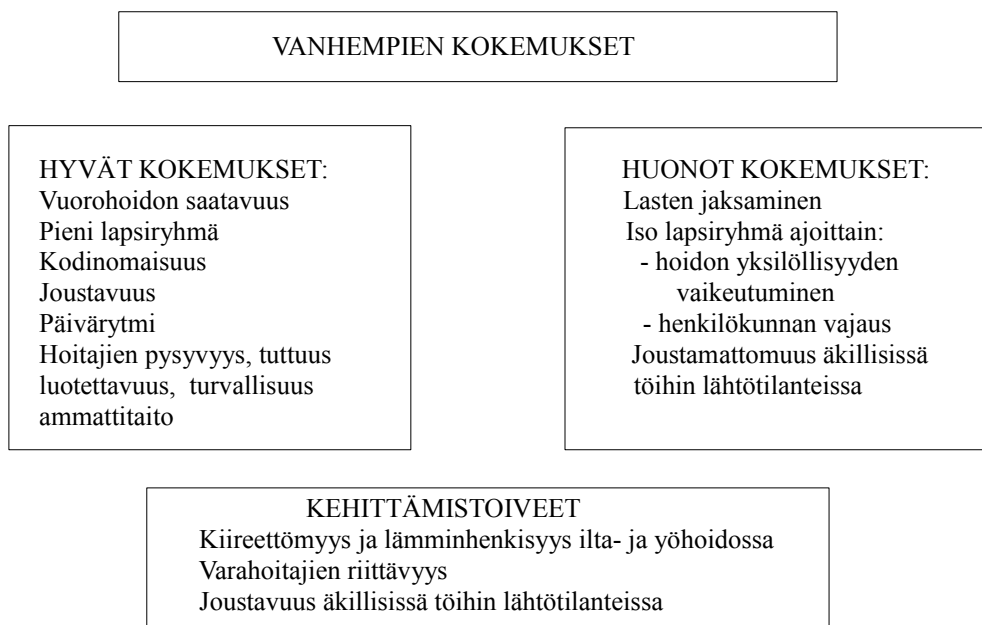 VANHEMPIEN KOKEMUKSET
HYVÄT KOKEMUKSET:
Vuorohoidon saatavuus
Pieni lapsiryhmä
Kodinomaisuus
Joustavuus
Päivärytmi
Hoitajien pysyvyys, tuttuus
luotettavuus, turvallisuus
ammattitaito
HUONOT KOKEMUKSET:
Lasten jaksaminen
Iso lapsiryhmä ajoittain:
- hoidon yksilöllisyyden
vaikeutuminen
- henkilökunnan vajaus
Joustamattomuus äkillisissä
töihin lähtötilanteissa
KEHITTÄMISTOIVEET
Kiireettömyys ja lämminhenkisyys ilta- ja yöhoidossa
Varahoitajien riittävyys
Joustavuus äkillisissä töihin lähtötilanteissa